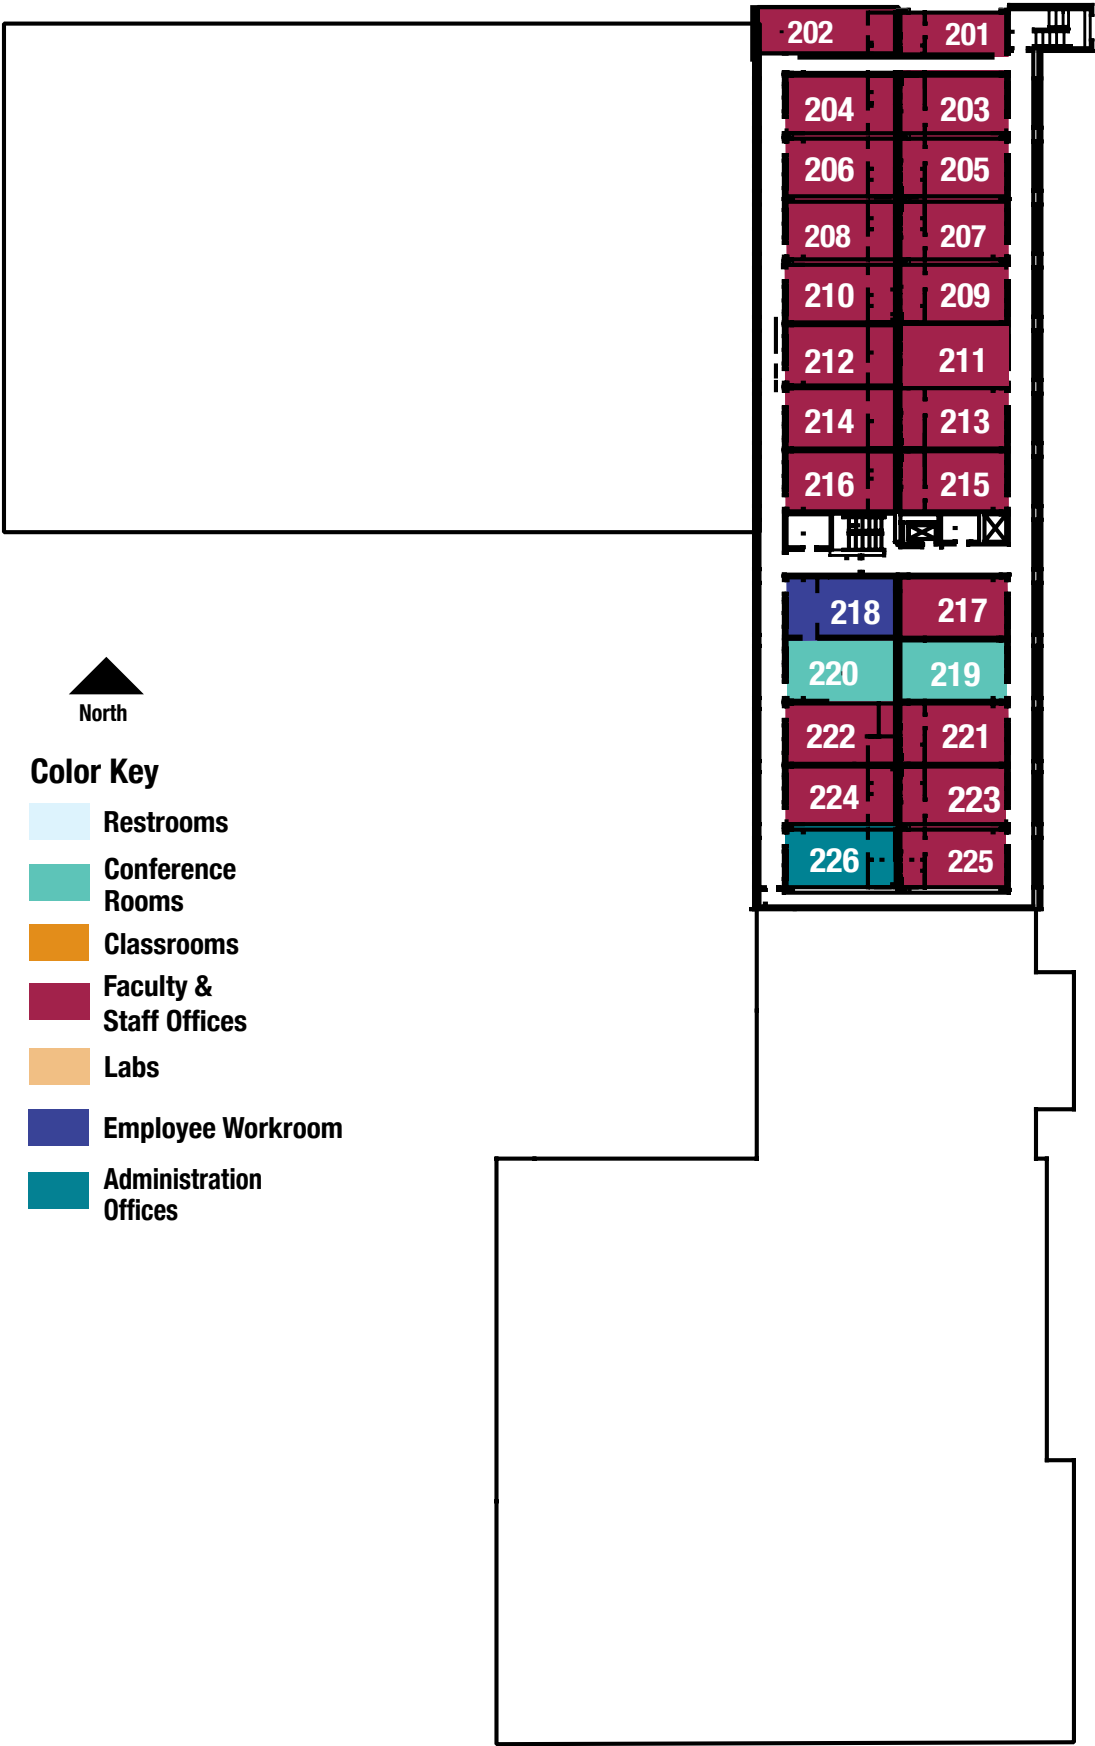 202
201
204
203
206
205
208
207
210
209
212
211
214
213
216
215
218
217
220
219
222
221
224
223
226
225
North
Color Key
Restrooms
Conference
Rooms
Classrooms
Faculty &
Staff Offices
Labs
Employee Workroom
Administration
Offices